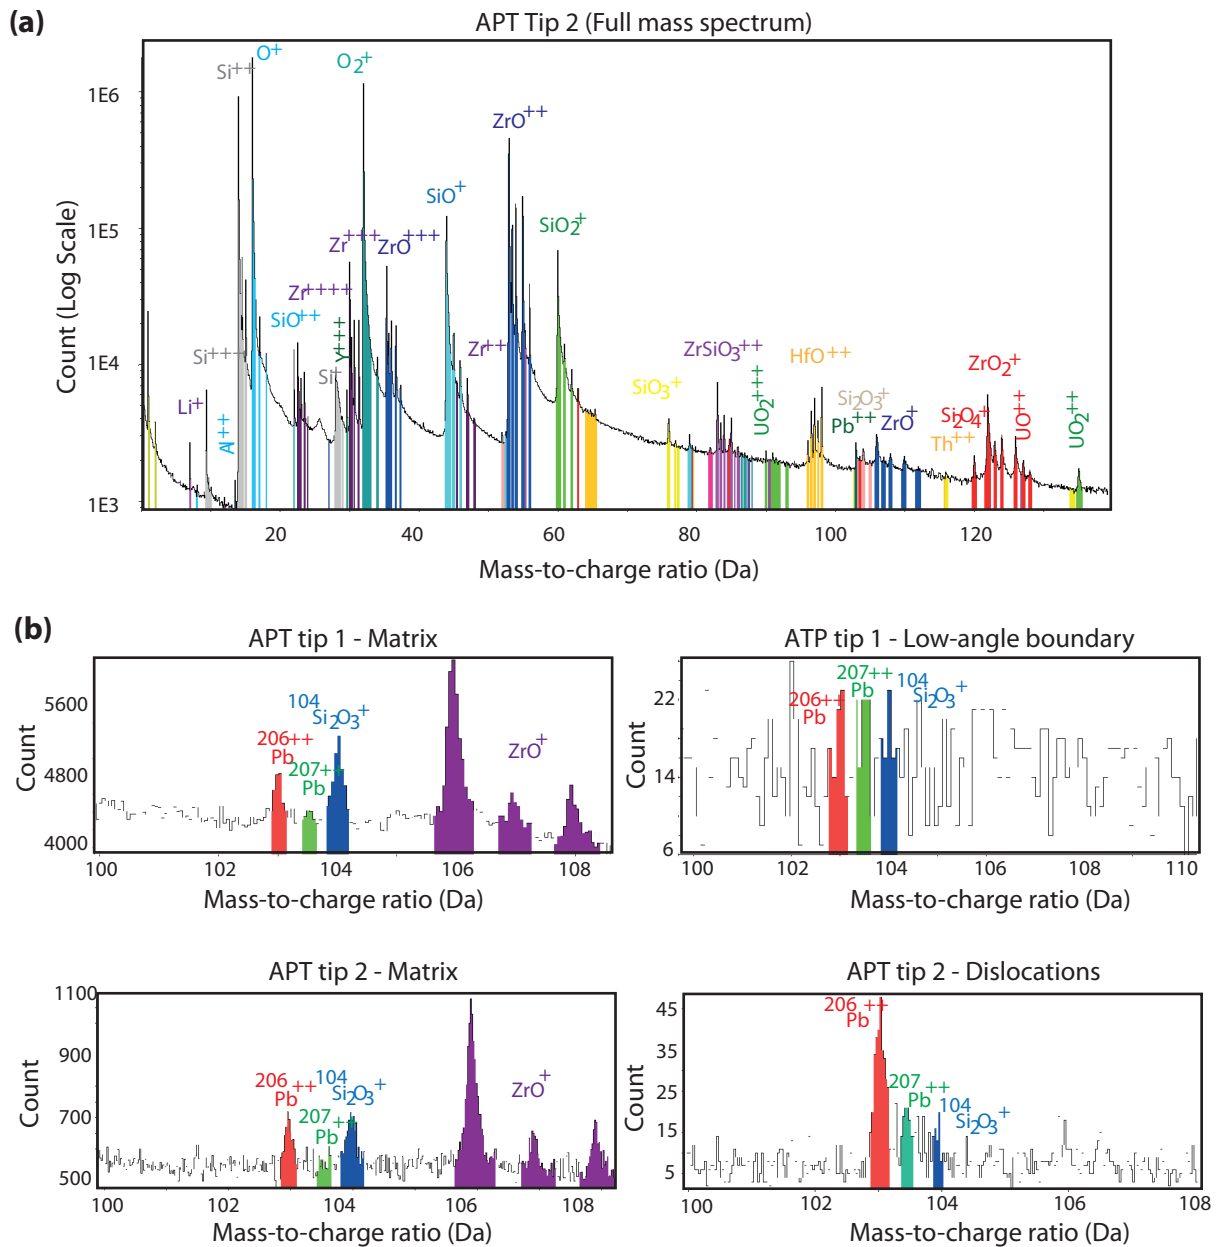 (a)
APT Tip 2 (Full mass spectrum)
Count (Log Scale)
1E6
1E5
1E4
1E3
O+
Si++
O2+
ZrO++
SiO+
SiO2+
Zr+++
ZrO+++
Zr++++
SiO++
Y+++
Si+++
Si+
Zr++
Li+
Al++
SiO3+
ZrSiO3++
UO2+++
HfO++
Si2O3+
Pb++
ZrO+
ZrO2+
Si2O4+
Th++
UO++
UO2++
20 40 60 80 100 120
Mass-to-charge ratio (Da)
(b)
APT tip 1 - Matrix
Count
5600
4800
4000
206++
Pb
207++
Pb
104
Si2O3+
ZrO+
100 102 103 104 106 108
Mass-to-charge ratio (Da)
ATP tip 1 - Low-angle boundary
Count
22
14
6
206++
Pb
207++
Pb
104
Si2O3+
100 102 103 104 106 108 110
Mass-to-charge ratio (Da)
APT tip 2 - Matrix
Count
1100
900
700
500
206
Pb++
207
Pb++
104
Si2O3+
ZrO+
100 102 103 104 106 108
Mass-to-charge ratio (Da)
APT tip 2 - Dislocations
Count
45
35
25
15
5
206
Pb++
207
Pb++
104
Si2O3+
100 102 103 104 106 108
Mass-to-charge ratio (Da)